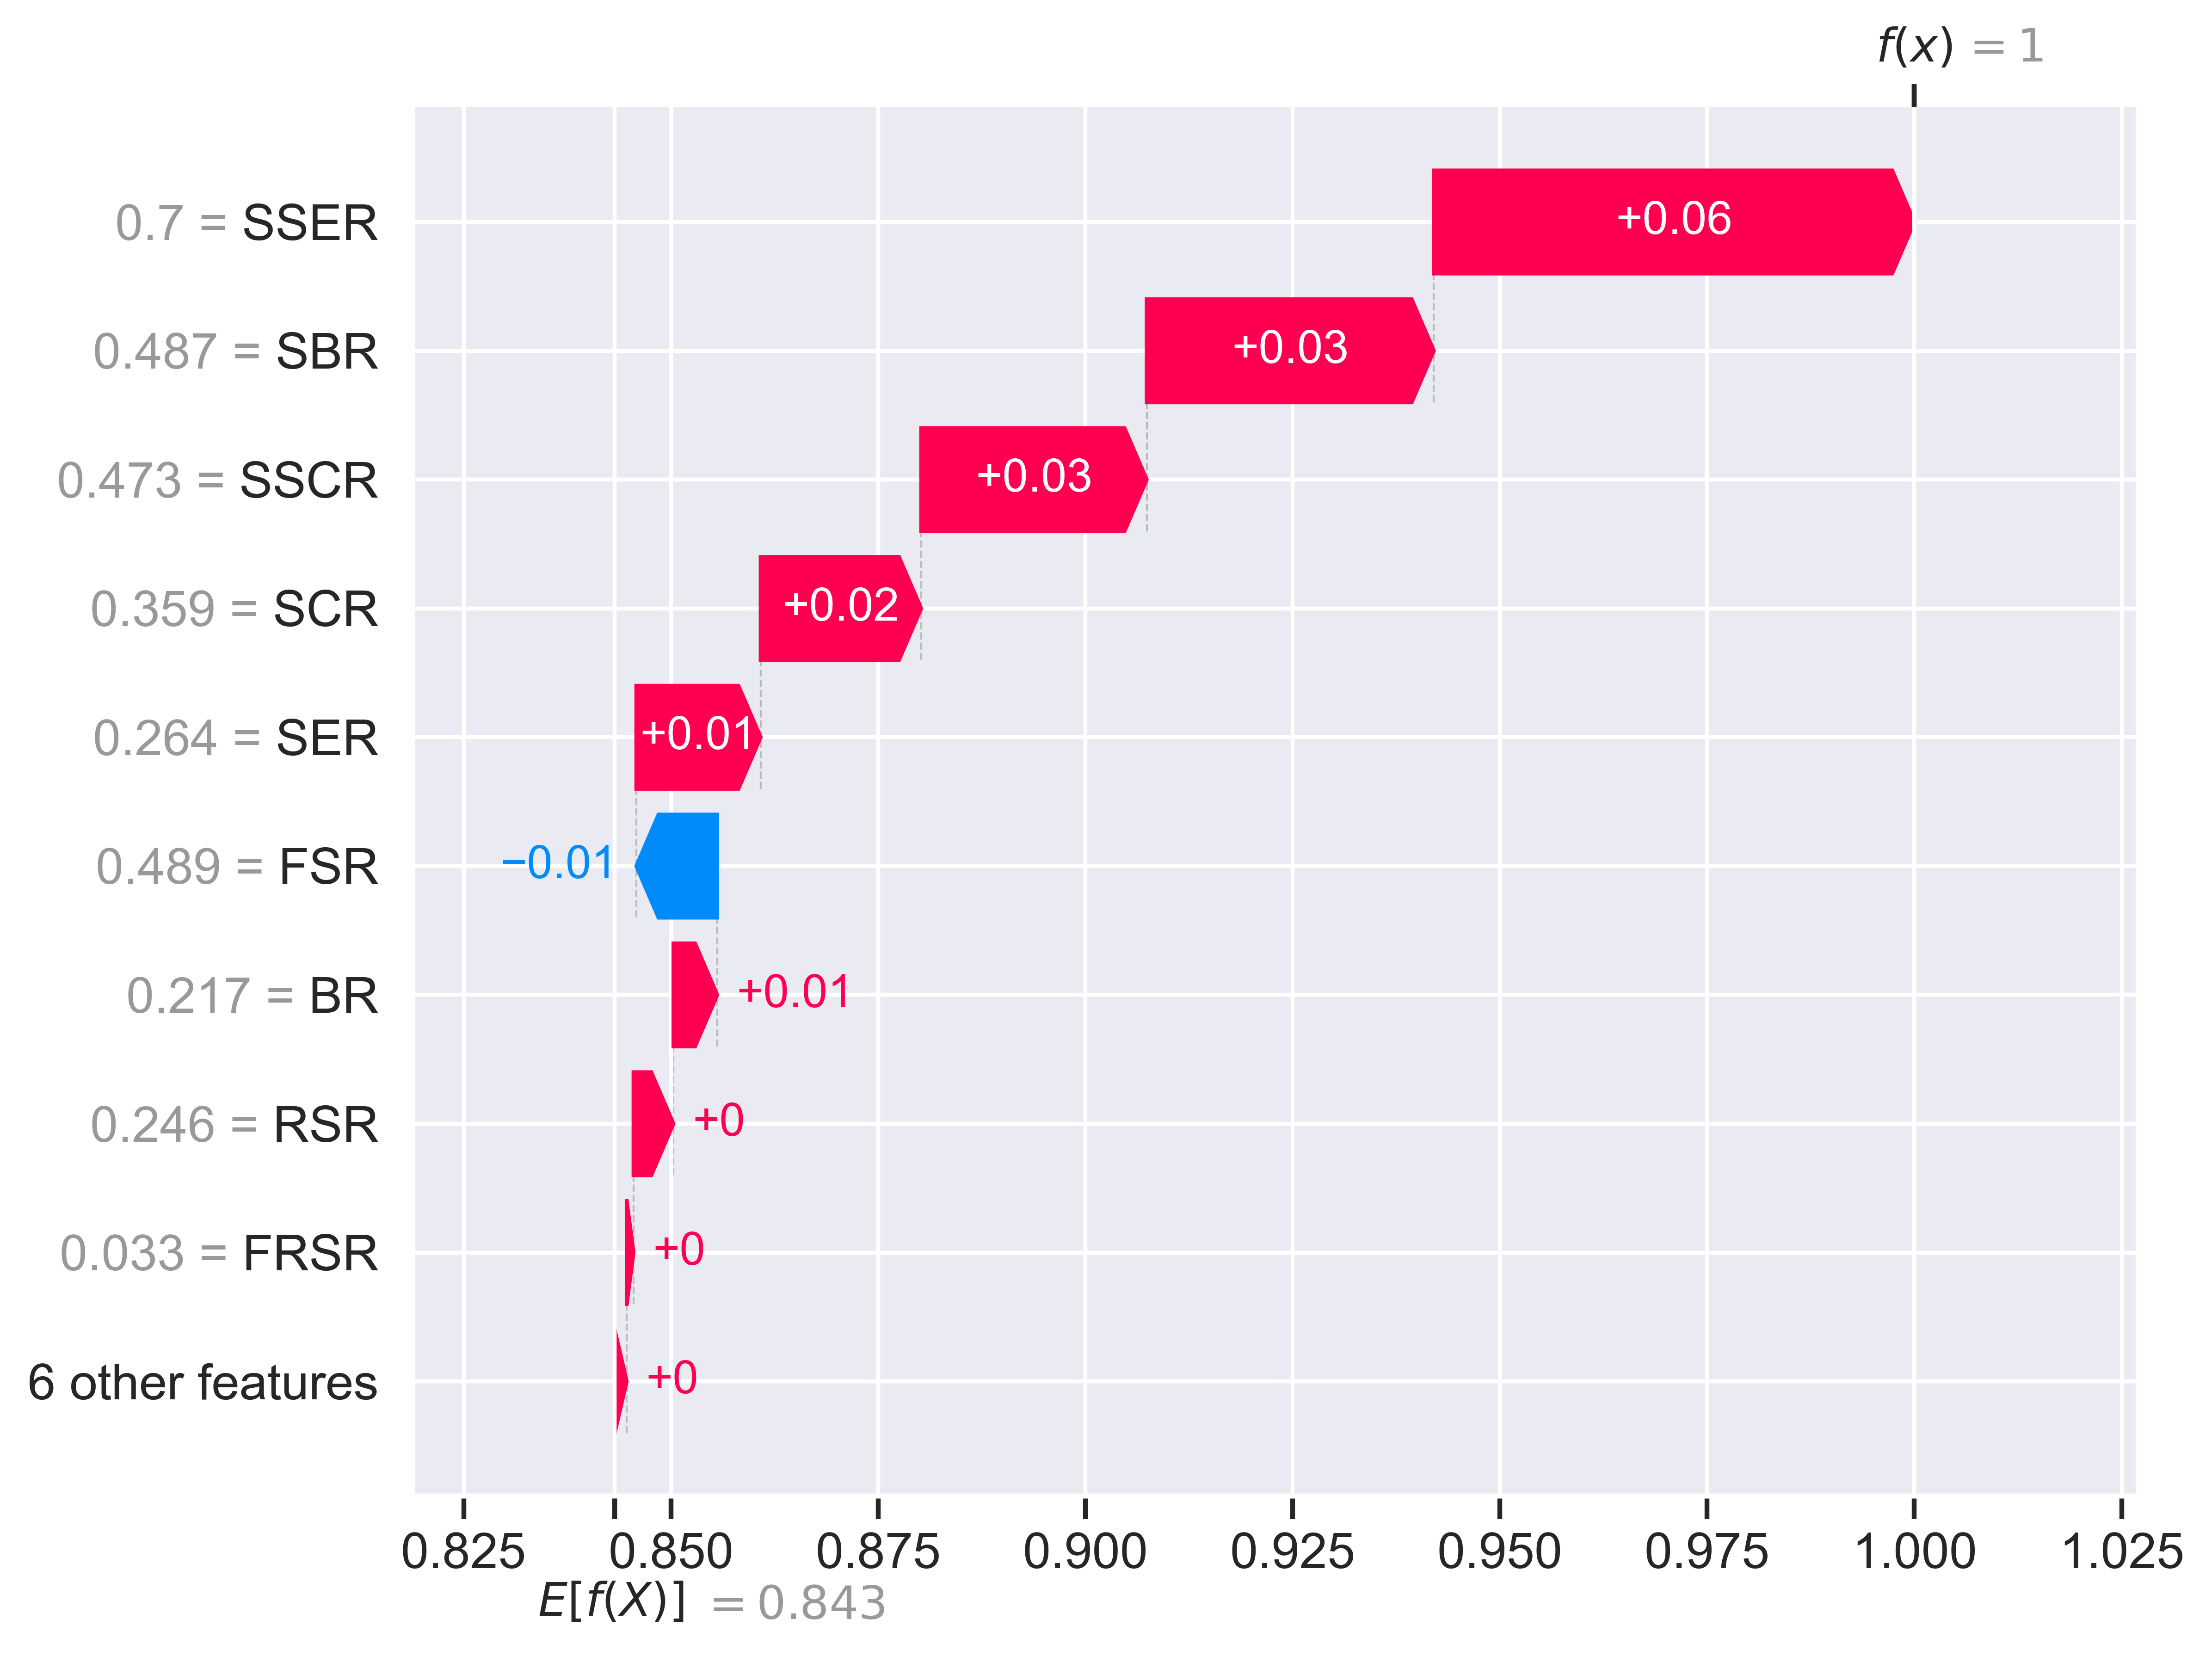 f(x) = 1
0.7 = SSER
+0.06
0.487 = SBR
+0.03
0.473 = SSCR
+0.03
0.359 = SCR
+0.02
0.264 = SER
+0.01
0.489 = FSR
−0.01
0.217 = BR
+0.01
0.246 = RSR
+0
0.033 = FRSR
+0
6 other features
+0
0.825 0.850 0.875 0.900 0.925 0.950 0.975 1.000 1.025
E[f(X)] = 0.843